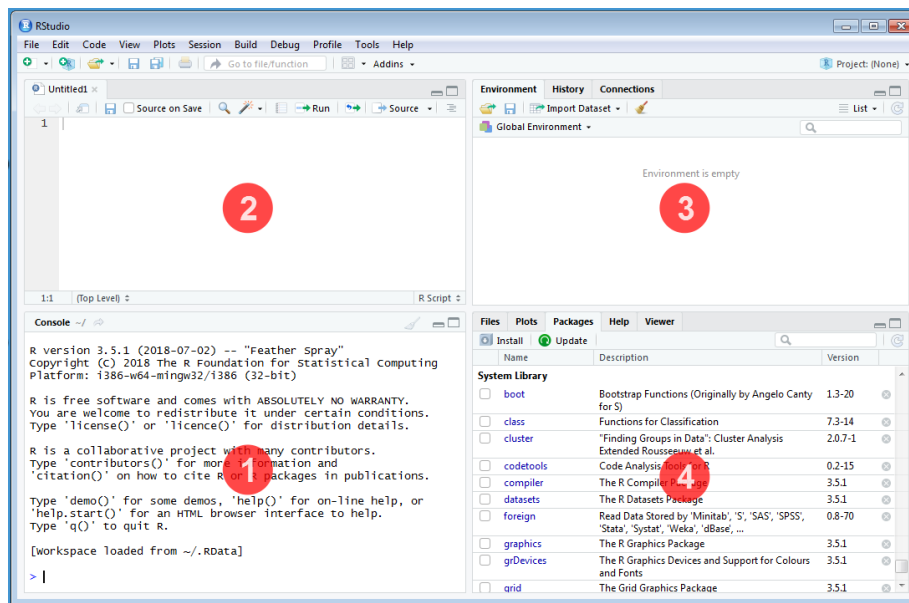 RStudio
File Edit Code View Plots Session Build Debug Profile Tools Help
Go to file/function Addins Project: (None)
Untitled1
Source on Save Run Source
1
2
1:1 (Top Level) R Script
Environment History Connections
Import Dataset List
Global Environment
Environment is empty
3
Console ~/
R version 3.5.1 (2018-07-02) -- "Feather Spray"
Copyright (C) 2018 The R Foundation for Statistical Computing
Platform: i386-w64-mingw32/i386 (32-bit)
R is free software and comes with ABSOLUTELY NO WARRANTY.
You are welcome to redistribute it under certain conditions.
Type 'license()' or 'licence()' for distribution details.
R is a collaborative project with many contributors.
Type 'contributors()' for more information and
'citation()' on how to cite R or R packages in publications.
1
Type 'demo()' for some demos, 'help()' for on-line help, or
'help.start()' for an HTML browser interface to help.
Type 'q()' to quit R.
[Workspace loaded from ~/.RData]
>
Files Plots Packages Help Viewer
Install Update
Name Description Version
System Library
boot Bootstrap Functions (Originally by Angelo Canty 1.3-20
for S)
class Functions for Classification 7.3-14
cluster "Finding Groups in Data": Cluster Analysis 2.0.7-1
Extended Rousseeuw et al.
codetools Code Analysis Tools for R 0.2-15
4
compiler The R Compiler Package 3.5.1
datasets The R Datasets Package 3.5.1
foreign Read Data Stored by 'Minitab', 'S', 'SAS', 'SPSS', 0.8-70
'Stata', 'Systat', 'Weka', 'dBase', ...
graphics The R Graphics Package 3.5.1
grDevices The R Graphics Devices and Support for Colours 3.5.1
and Fonts
grid The Grid Graphics Package 3.5.1